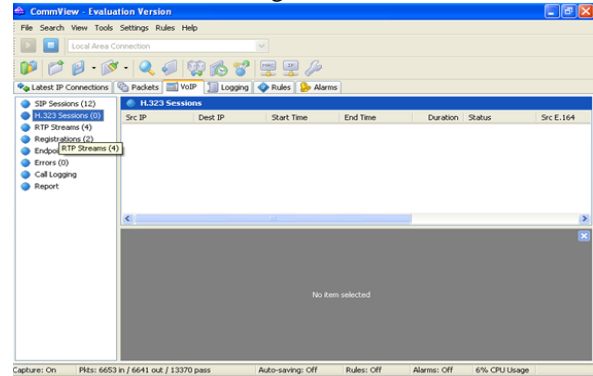 CommView - Evaluation Version
File Search View Tools Settings Rules Help
Local Area Connection
Latest IP Connections Packets VoIP Logging Rules Alarms
SIP Sessions (12)
H.323 Sessions (0)
RTP Streams (4)
Registrations (2)
RTP Streams (4)
Errors (0)
Call Logging
Report
H.323 Sessions
Src IP Dest IP Start Time End Time Duration Status Src E.164
No item selected
Capture: On Pkts: 6653 in / 6641 out / 13370 pass Auto-saving: Off Rules: Off Alarms: Off 6% CPU Usage